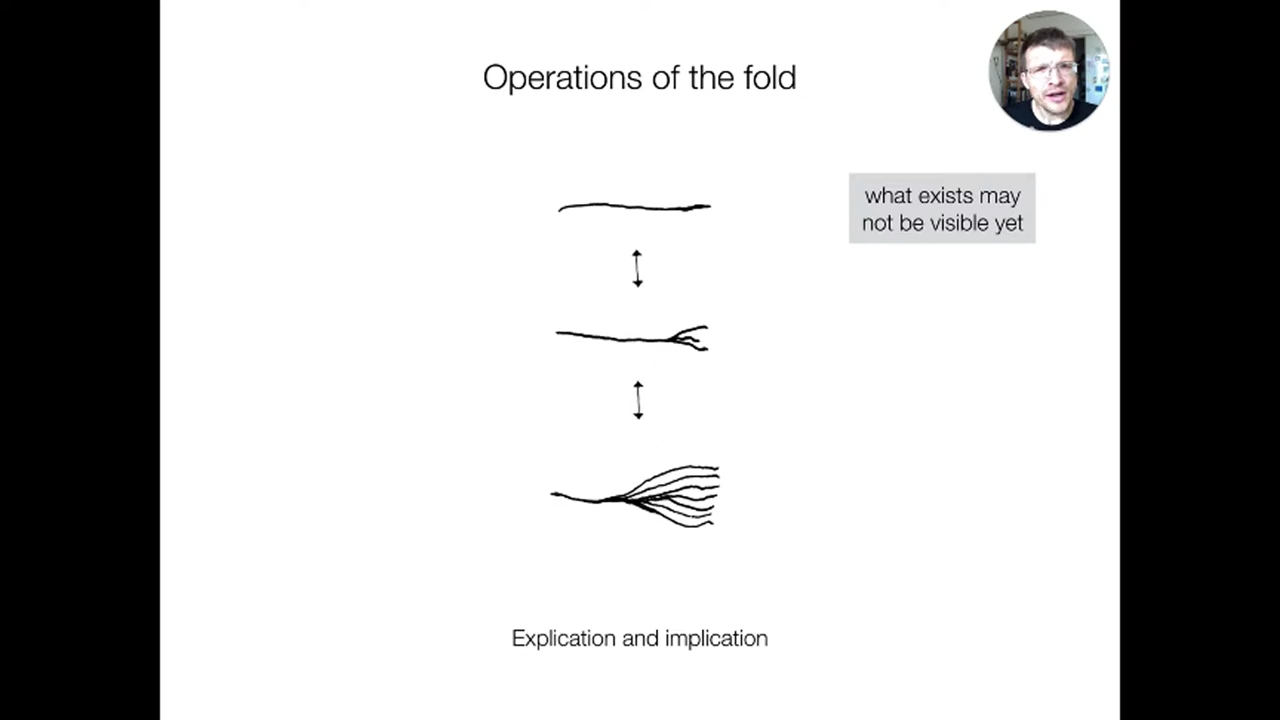 Operations of the fold
what exists may
not be visible yet
Explication and implication